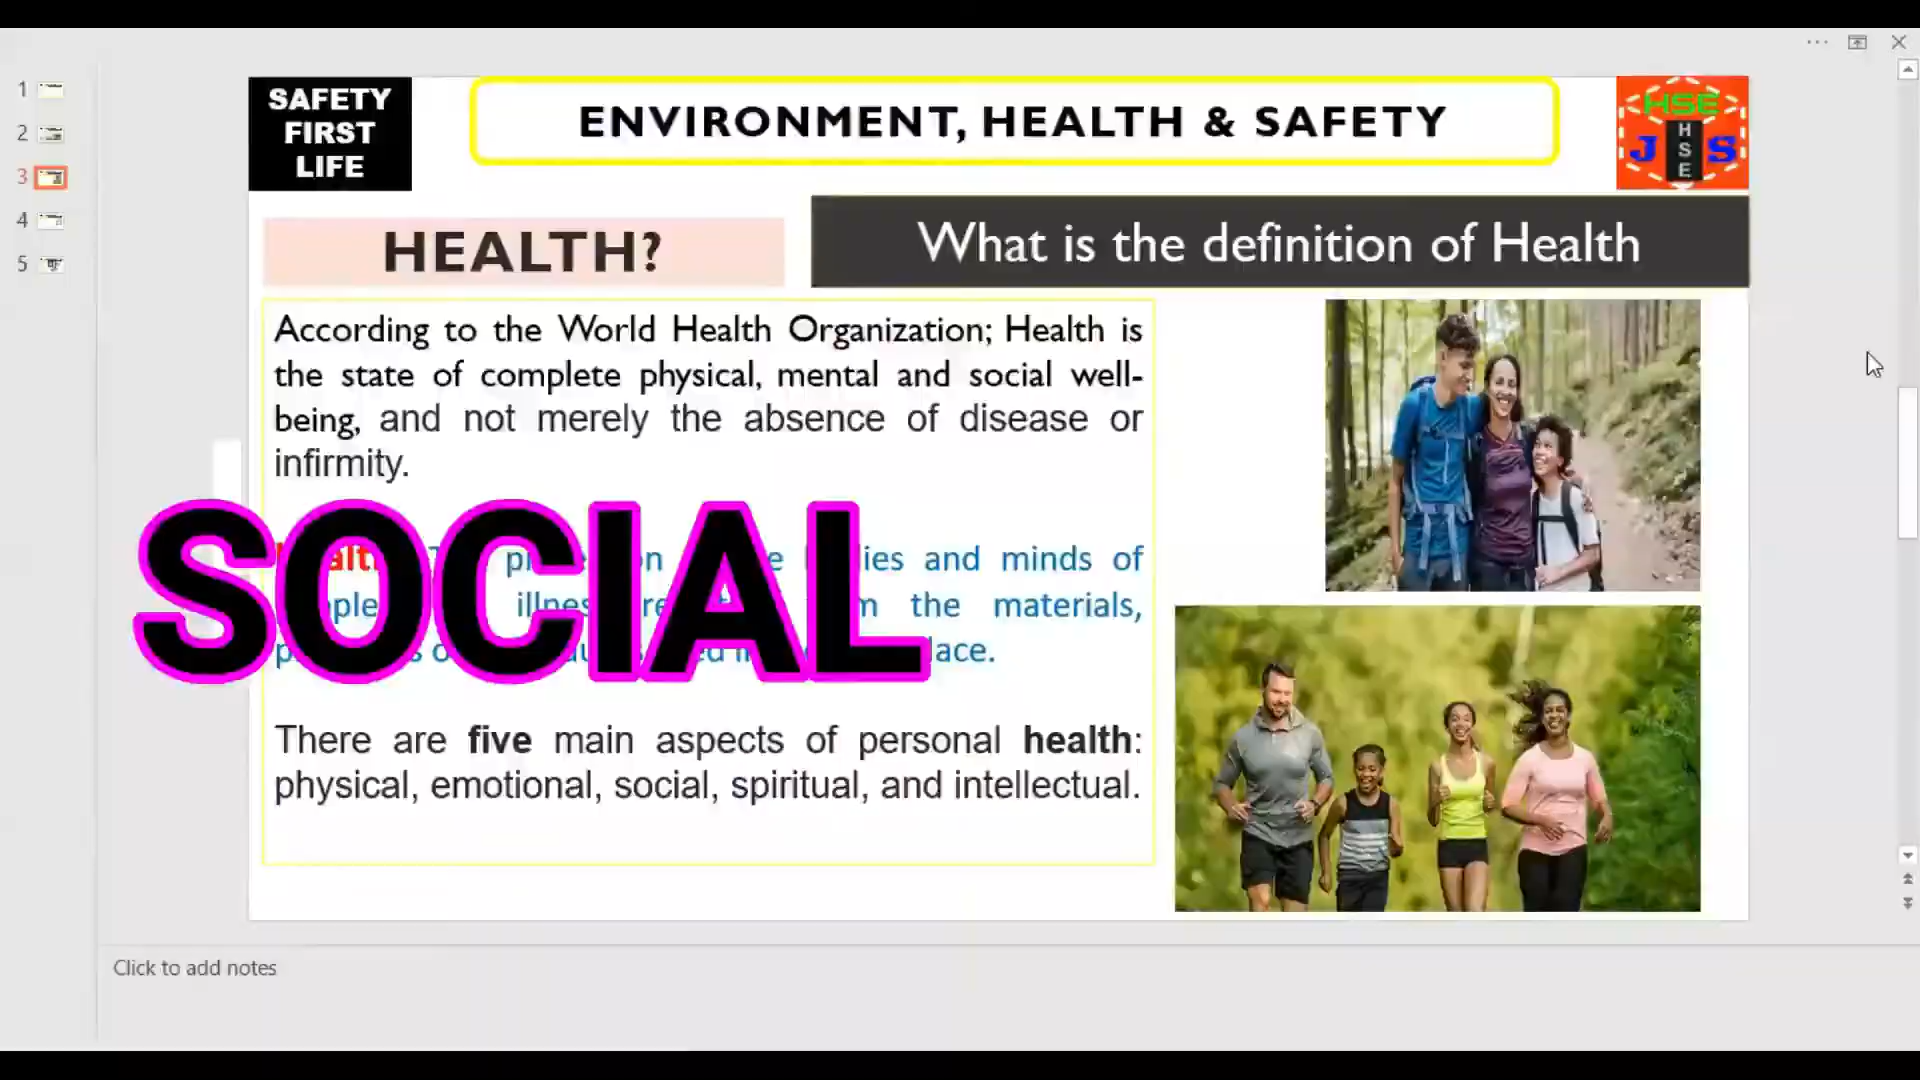 1
2
3
4
5
SAFETY
FIRST
LIFE
ENVIRONMENT, HEALTH & SAFETY
HSE
J
H
S
E
S
HEALTH?
What is the definition of Health
According to the World Health Organization; Health is
the state of complete physical, mental and social well-
being, and not merely the absence of disease or
infirmity.
SOCIAL
and minds of
the materials,
There are five main aspects of personal health:
physical, emotional, social, spiritual, and intellectual.
Click to add notes